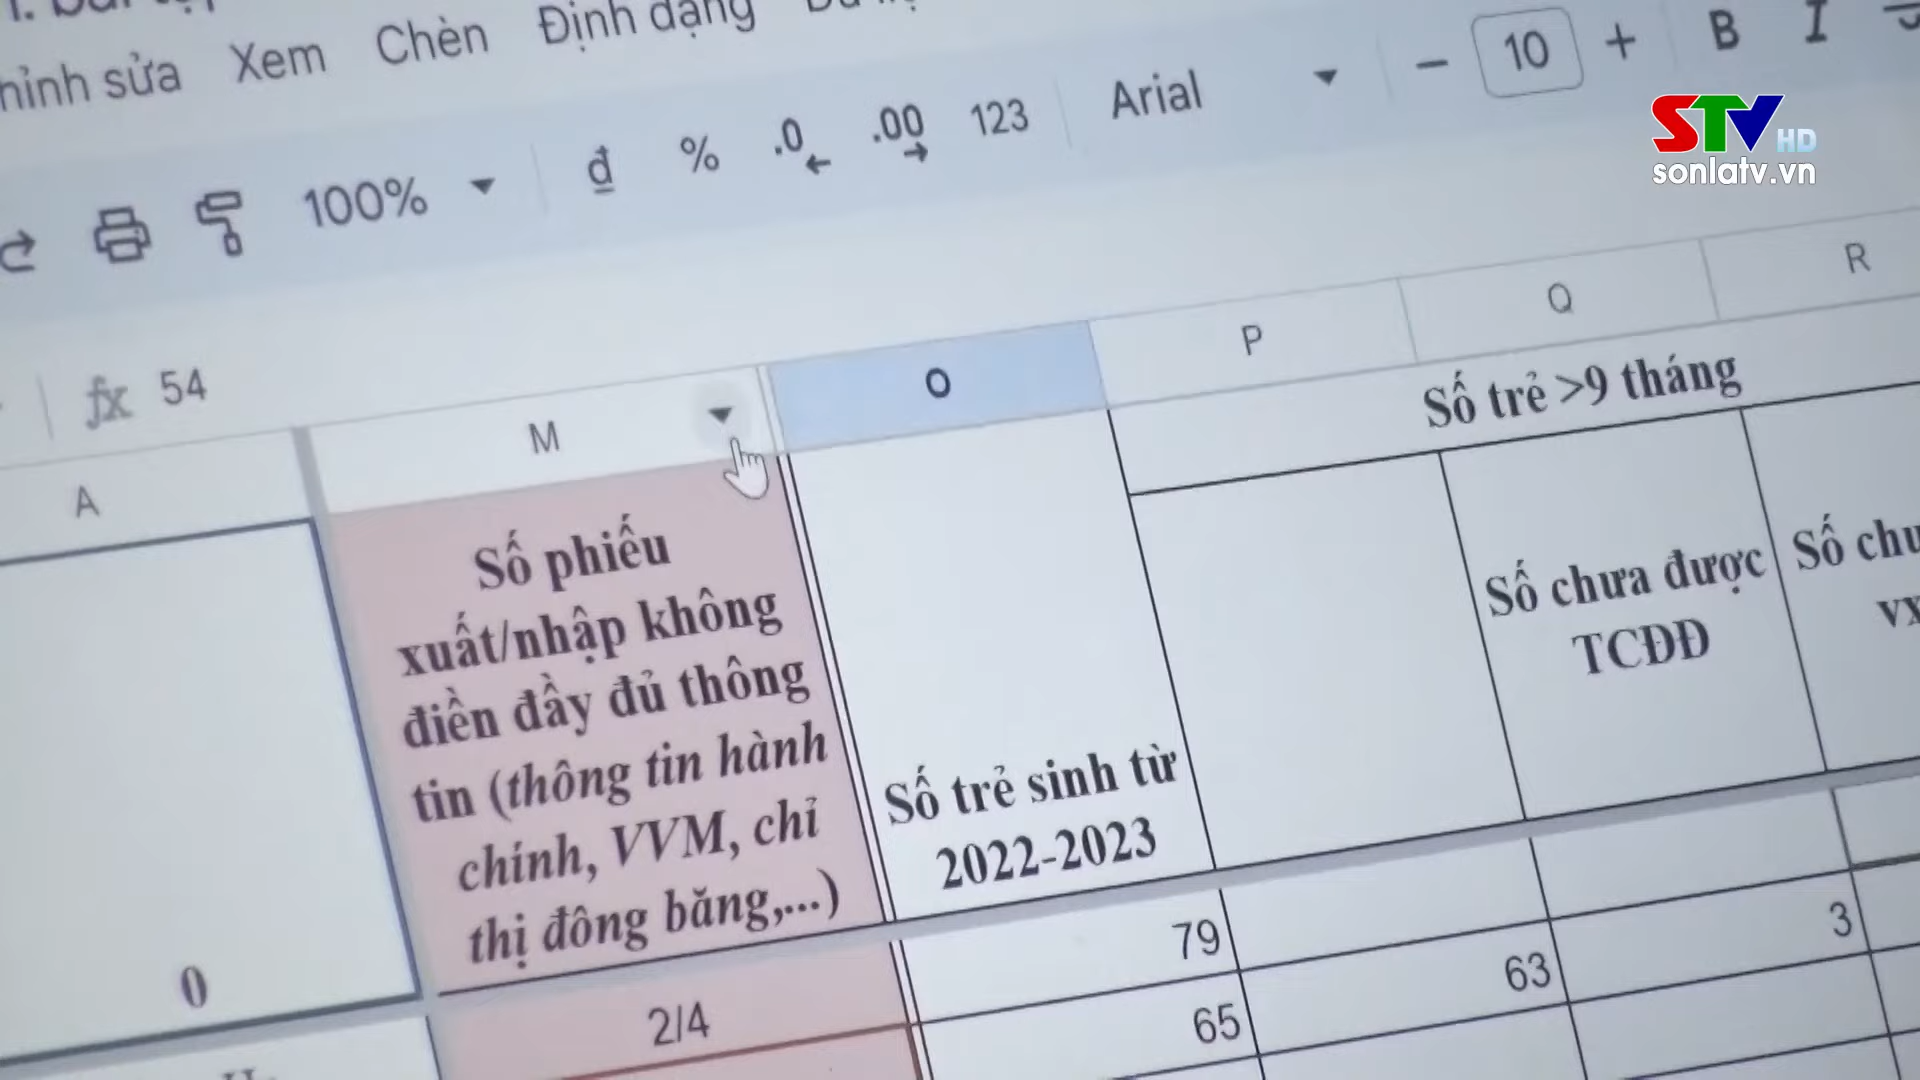 Xem Chèn Định dạng
sửa
100% đ % .0 .00 123 Arial 10 B I
STV HD
sonlatv.vn
fx 54
A M O P Q R
Số trẻ >9 tháng
Số phiếu
xuất/nhập không
điền đầy đủ thông
tin (thông tin hành
chính, VVM, chỉ
thị đông băng,...)
Số trẻ sinh từ
2022-2023
Số chưa được
TCĐĐ
Số
0
2/4
79
65
63
3